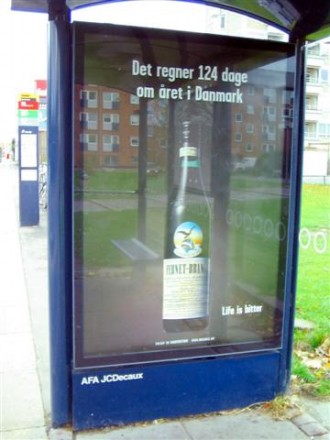 Det regner 124 dage
om året i Danmark
FERNET-BRANCA
Life is bitter
AFA JCDecaux